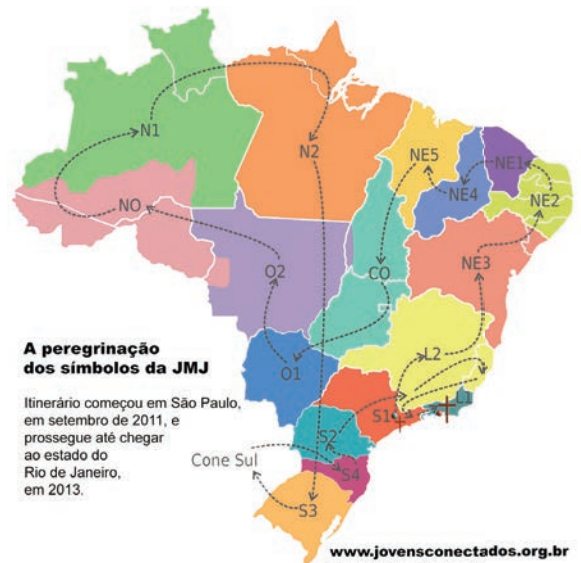 N1
N2
NE5
NE1
NE4
NE2
NO
O2
CO
NE3
A peregrinação
dos símbolos da JMJ
O1
L2
Itinerário começou em São Paulo,
em setembro de 2011, e
prossegue até chegar
ao estado do
Rio de Janeiro,
em 2013.
S1
L1
S2
Cone Sul
S4
S3
www.jovensconectados.org.br